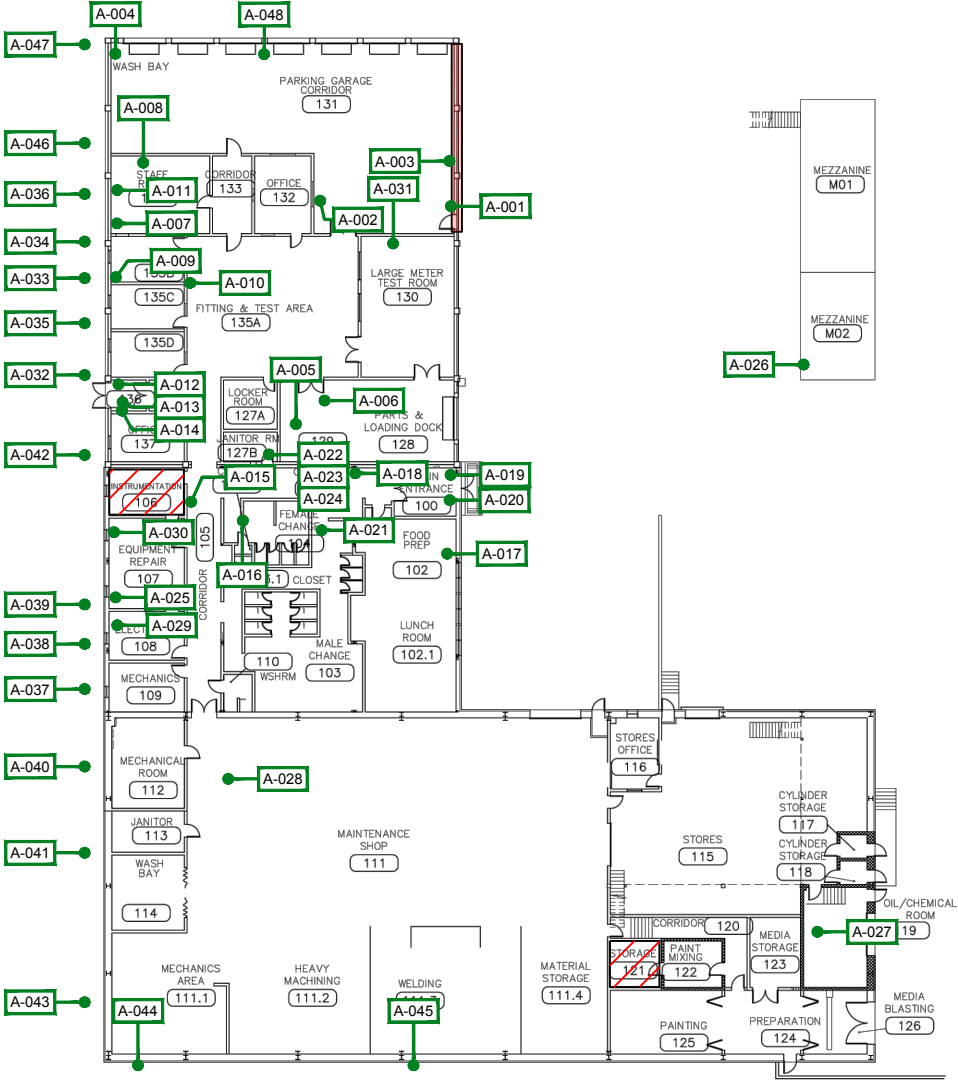 A-004
A-048
A-047
WASH BAY
PARKING GARAGE
CORRIDOR
131
A-008
A-046
A-003
STAFF
CORRIDOR
133
OFFICE
132
A-011
A-031
A-036
A-002
A-001
A-007
MEZZANINE
M01
A-034
A-009
A-033
A-010
135C
LARGE METER
TEST ROOM
130
FITTING & TEST AREA
135A
A-035
135D
MEZZANINE
M02
A-026
A-005
A-032
A-012
136
A-013
A-014
137
LOCKER
ROOM
127A
A-006
PARTS &
LOADING DOCK
128
129
JANITOR RM
127B
A-042
A-022
A-023
A-024
A-015
A-018
A-019
A-020
ENTRANCE
100
INSTRUMENTATION
106
A-030
EQUIPMENT
REPAIR
107
105
CORRIDOR
FEMALE
CHANGE
104
A-021
FOOD
PREP
102
A-017
A-016
CLOSET
A-039
A-025
A-029
108
A-038
LUNCH
ROOM
102.1
MALE
CHANGE
103
110
WSHRM
MECHANICS
109
A-037
STORES
OFFICE
116
A-040
MECHANICAL
ROOM
112
A-028
CYLINDER
STORAGE
117
JANITOR
113
MAINTENANCE
SHOP
111
STORES
115
CYLINDER
STORAGE
118
A-041
WASH
BAY
114
OIL/CHEMICAL
ROOM
19
A-027
CORRIDOR
120
STORAGE
121
PAINT
MIXING
122
MEDIA
STORAGE
123
MECHANICS
AREA
111.1
HEAVY
MACHINING
111.2
WELDING
MATERIAL
STORAGE
111.4
A-043
A-044
A-045
PAINTING
125
PREPARATION
124
MEDIA
BLASTING
126